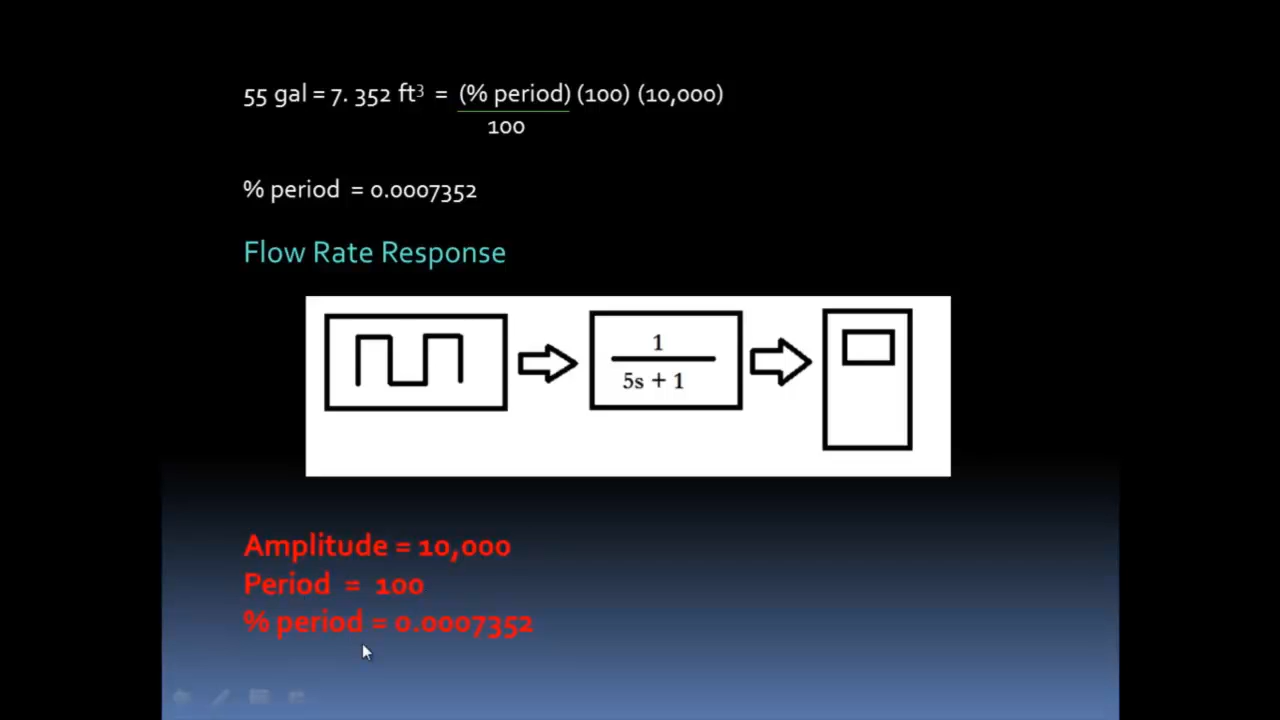 55 gal = 7. 352 ft³ = (% period) (100) (10,000)
100
% period = 0.0007352
Flow Rate Response
1
5s + 1
Amplitude = 10,000
Period = 100
% period = 0.0007352